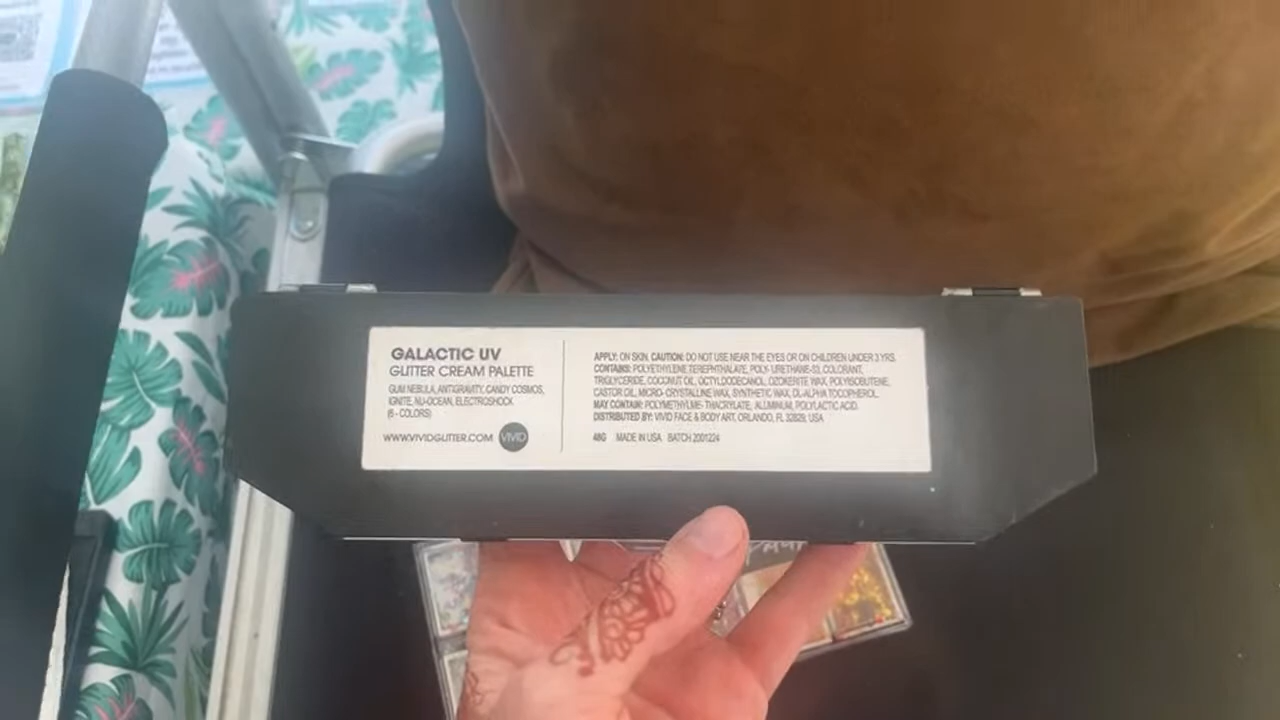 GALACTIC UV
GLITTER CREAM PALETTE
GUM NEBULA, ANTIGRAVITY, CANDY COSMOS,
IGNITE, NU-OCEAN, ELECTROSHOCK
(6 - COLORS)
WWW.VIVIDGLITTER.COM VIVID
APPLY: ON SKIN. CAUTION: DO NOT USE NEAR THE EYES OR ON CHILDREN UNDER 3 YRS.
CONTAINS: POLYETHYLENE TEREPHTHALATE, POLY- URETHANE-33, COLORANT,
TRIGLYCERIDE, COCONUT OIL, OCTYLDODECANOL, OZOKERITE WAX, POLYISOBUTENE,
CASTOR OIL, MICRO- CRYSTALLINE WAX, SYNTHETIC WAX, DL-ALPHA TOCOPHEROL.
MAY CONTAIN: POLYMETHYLME- THACRYLATE, ALUMINUM, POLYLACTIC ACID.
DISTRIBUTED BY: VIVID FACE & BODY ART, ORLANDO, FL 32829, USA
48G MADE IN USA BATCH 2001224